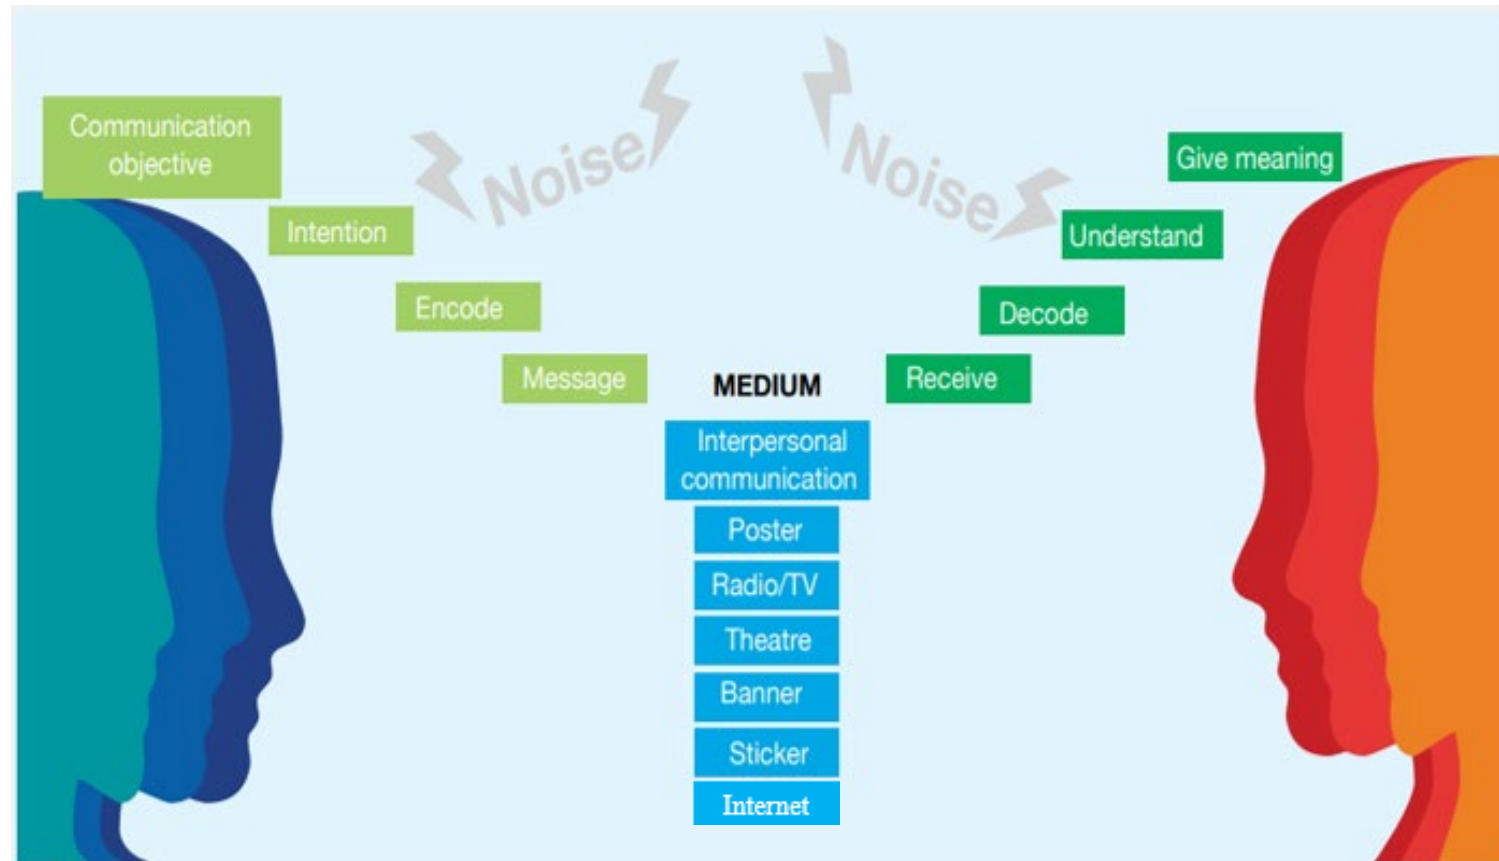 Communication
objective
Intention
Encode
Message
Noise
Noise
MEDIUM
Interpersonal
communication
Poster
Radio/TV
Theatre
Banner
Sticker
Internet
Receive
Decode
Understand
Give meaning